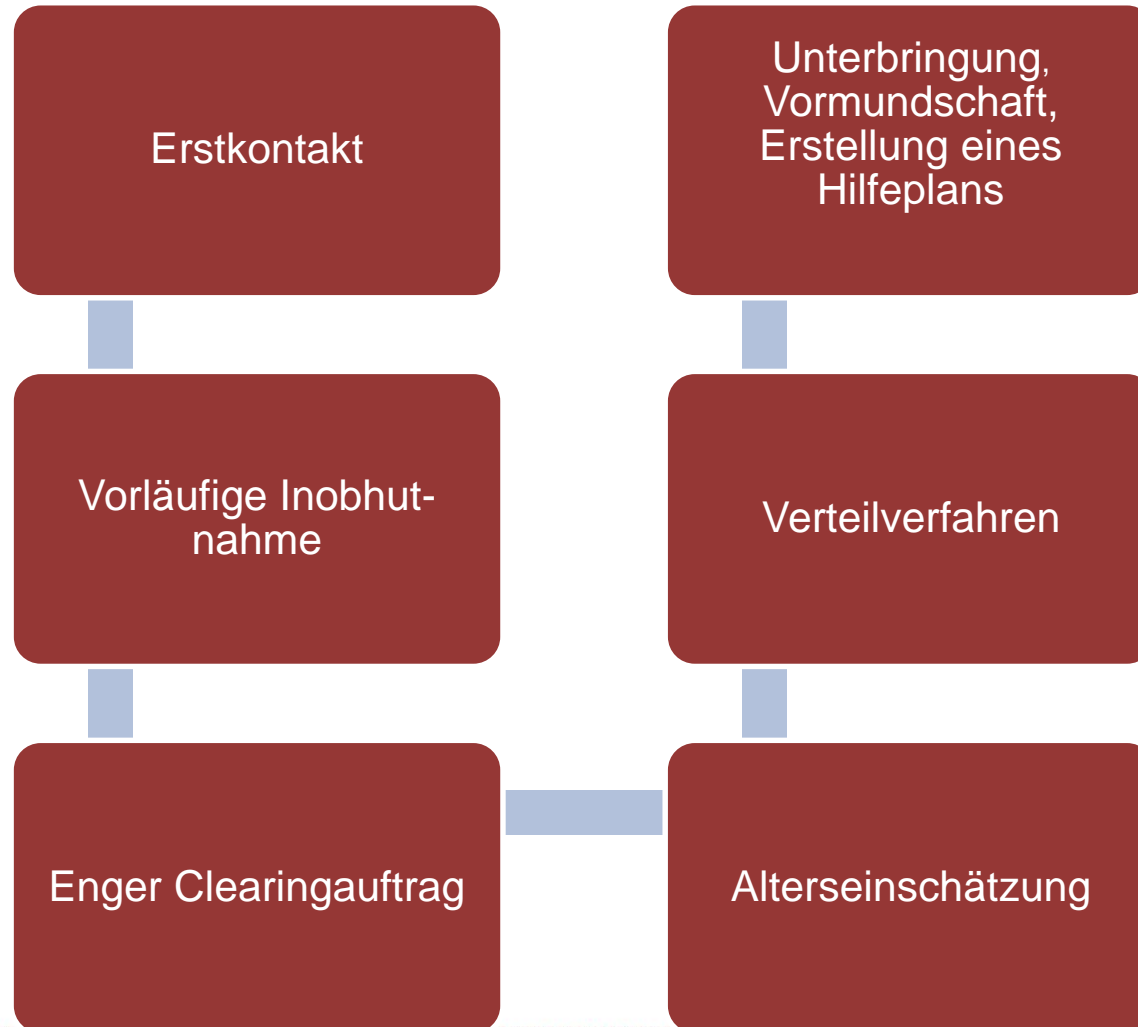 Erstkontakt
Vorläufige Inobhut-
nahme
Enger Clearingauftrag
Alterseinschätzung
Verteilverfahren
Unterbringung,
Vormundschaft,
Erstellung eines
Hilfeplans